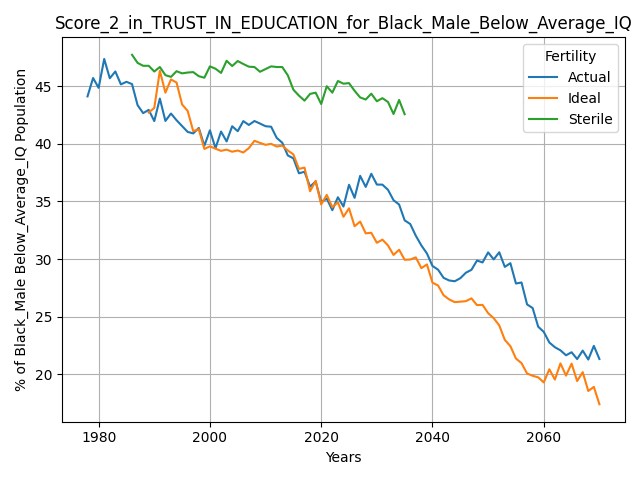 Score_2_in_TRUST_IN_EDUCATION_for_Black_Male_Below_Average_IQ
% of Black_Male Below_Average_IQ Population
45
40
35
30
25
20
Fertility
Actual
Ideal
Sterile
1980
2000
2020
2040
2060
Years